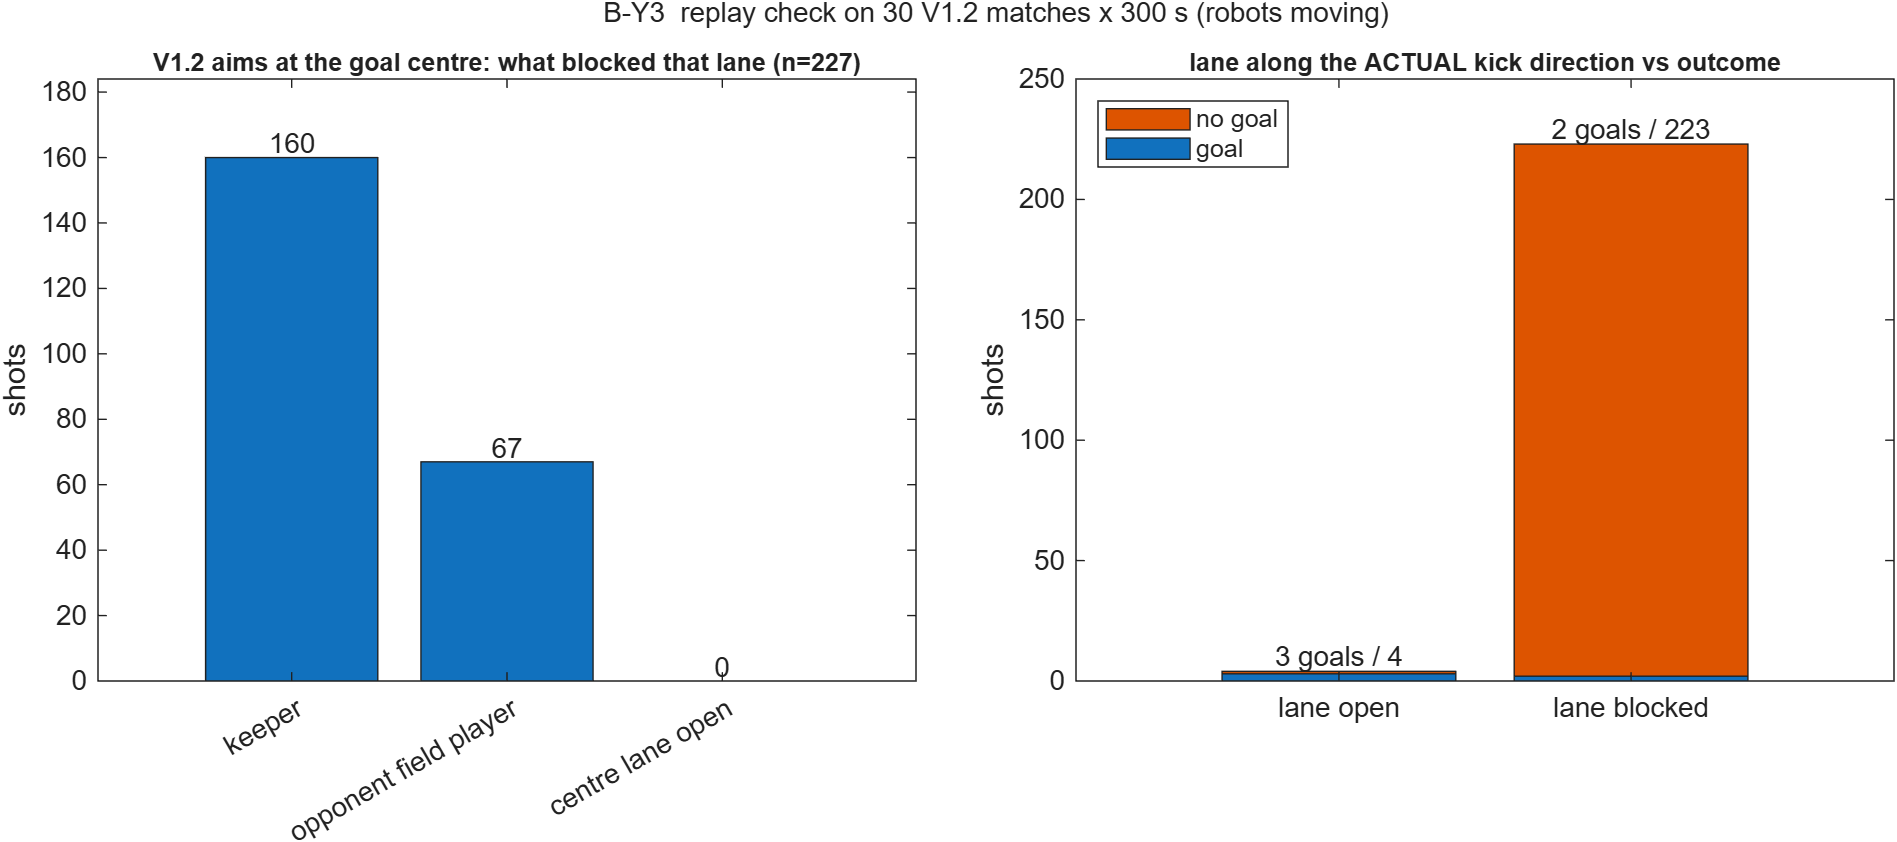 B-Y3  replay check on 30 V1.2 matches x 300 s (robots moving)
V1.2 aims at the goal centre: what blocked that lane (n=227)
180
160
140
120
100
80
60
40
20
0
shots
160
67
0
keeper
opponent field player
centre lane open
lane along the ACTUAL kick direction vs outcome
250
200
150
100
50
0
shots
no goal
goal
2 goals / 223
3 goals / 4
lane open
lane blocked